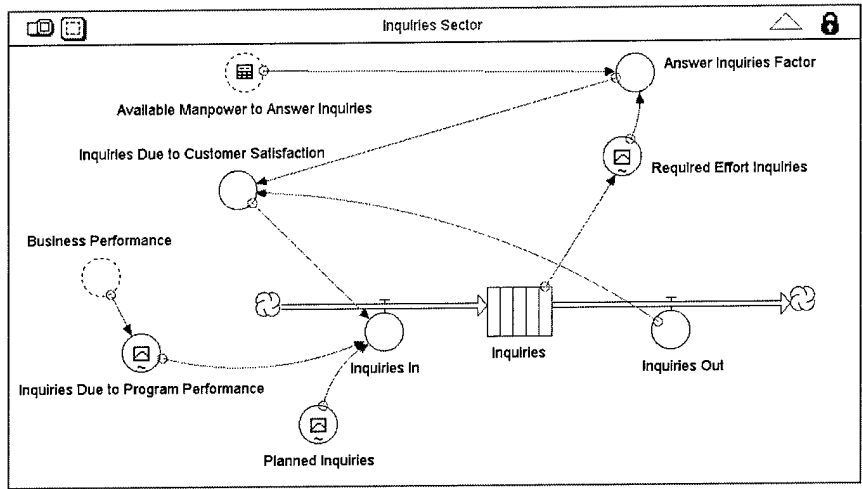 Inquiries Sector
Answer Inquiries Factor
Available Manpower to Answer Inquiries
Inquiries Due to Customer Satisfaction
Required Effort Inquiries
Business Performance
Inquiries
Inquiries In
Inquiries Out
Inquiries Due to Program Performance
Planned Inquiries